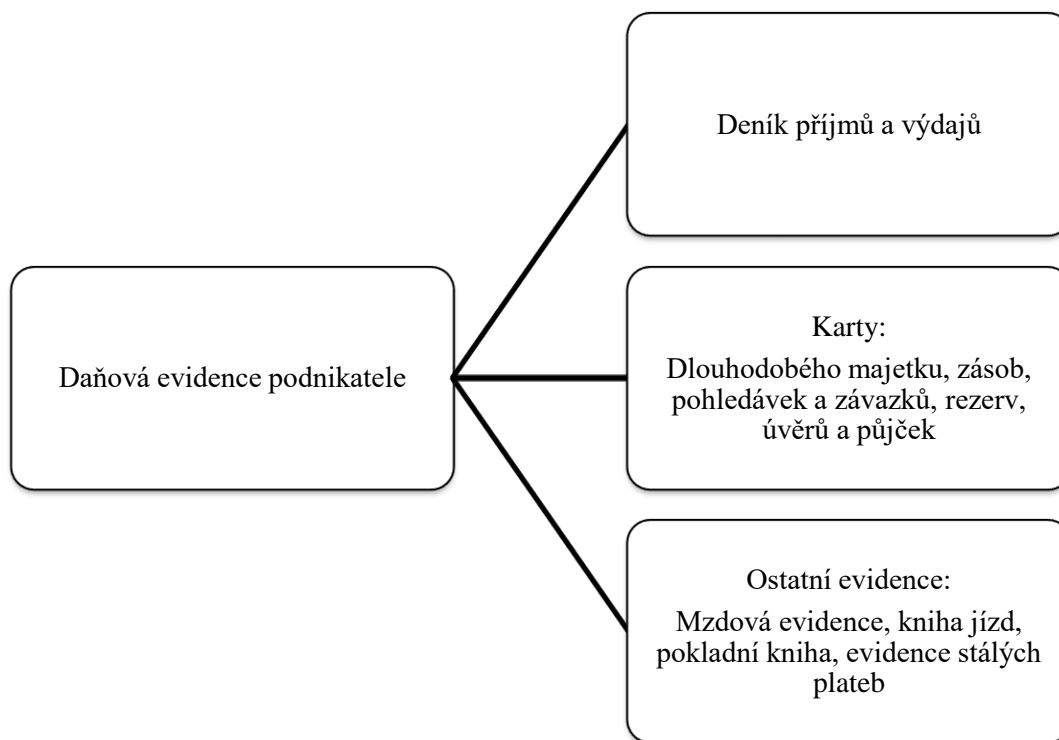 Deník příjmů a výdajů
Daňová evidence podnikatele
Karty:
Dlouhodobého majetku, zásob,
pohledávek a závazků, rezerv,
úvěrů a půjček
Ostatní evidence:
Mzdová evidence, kniha jízd,
pokladní kniha, evidence stálých
plateb